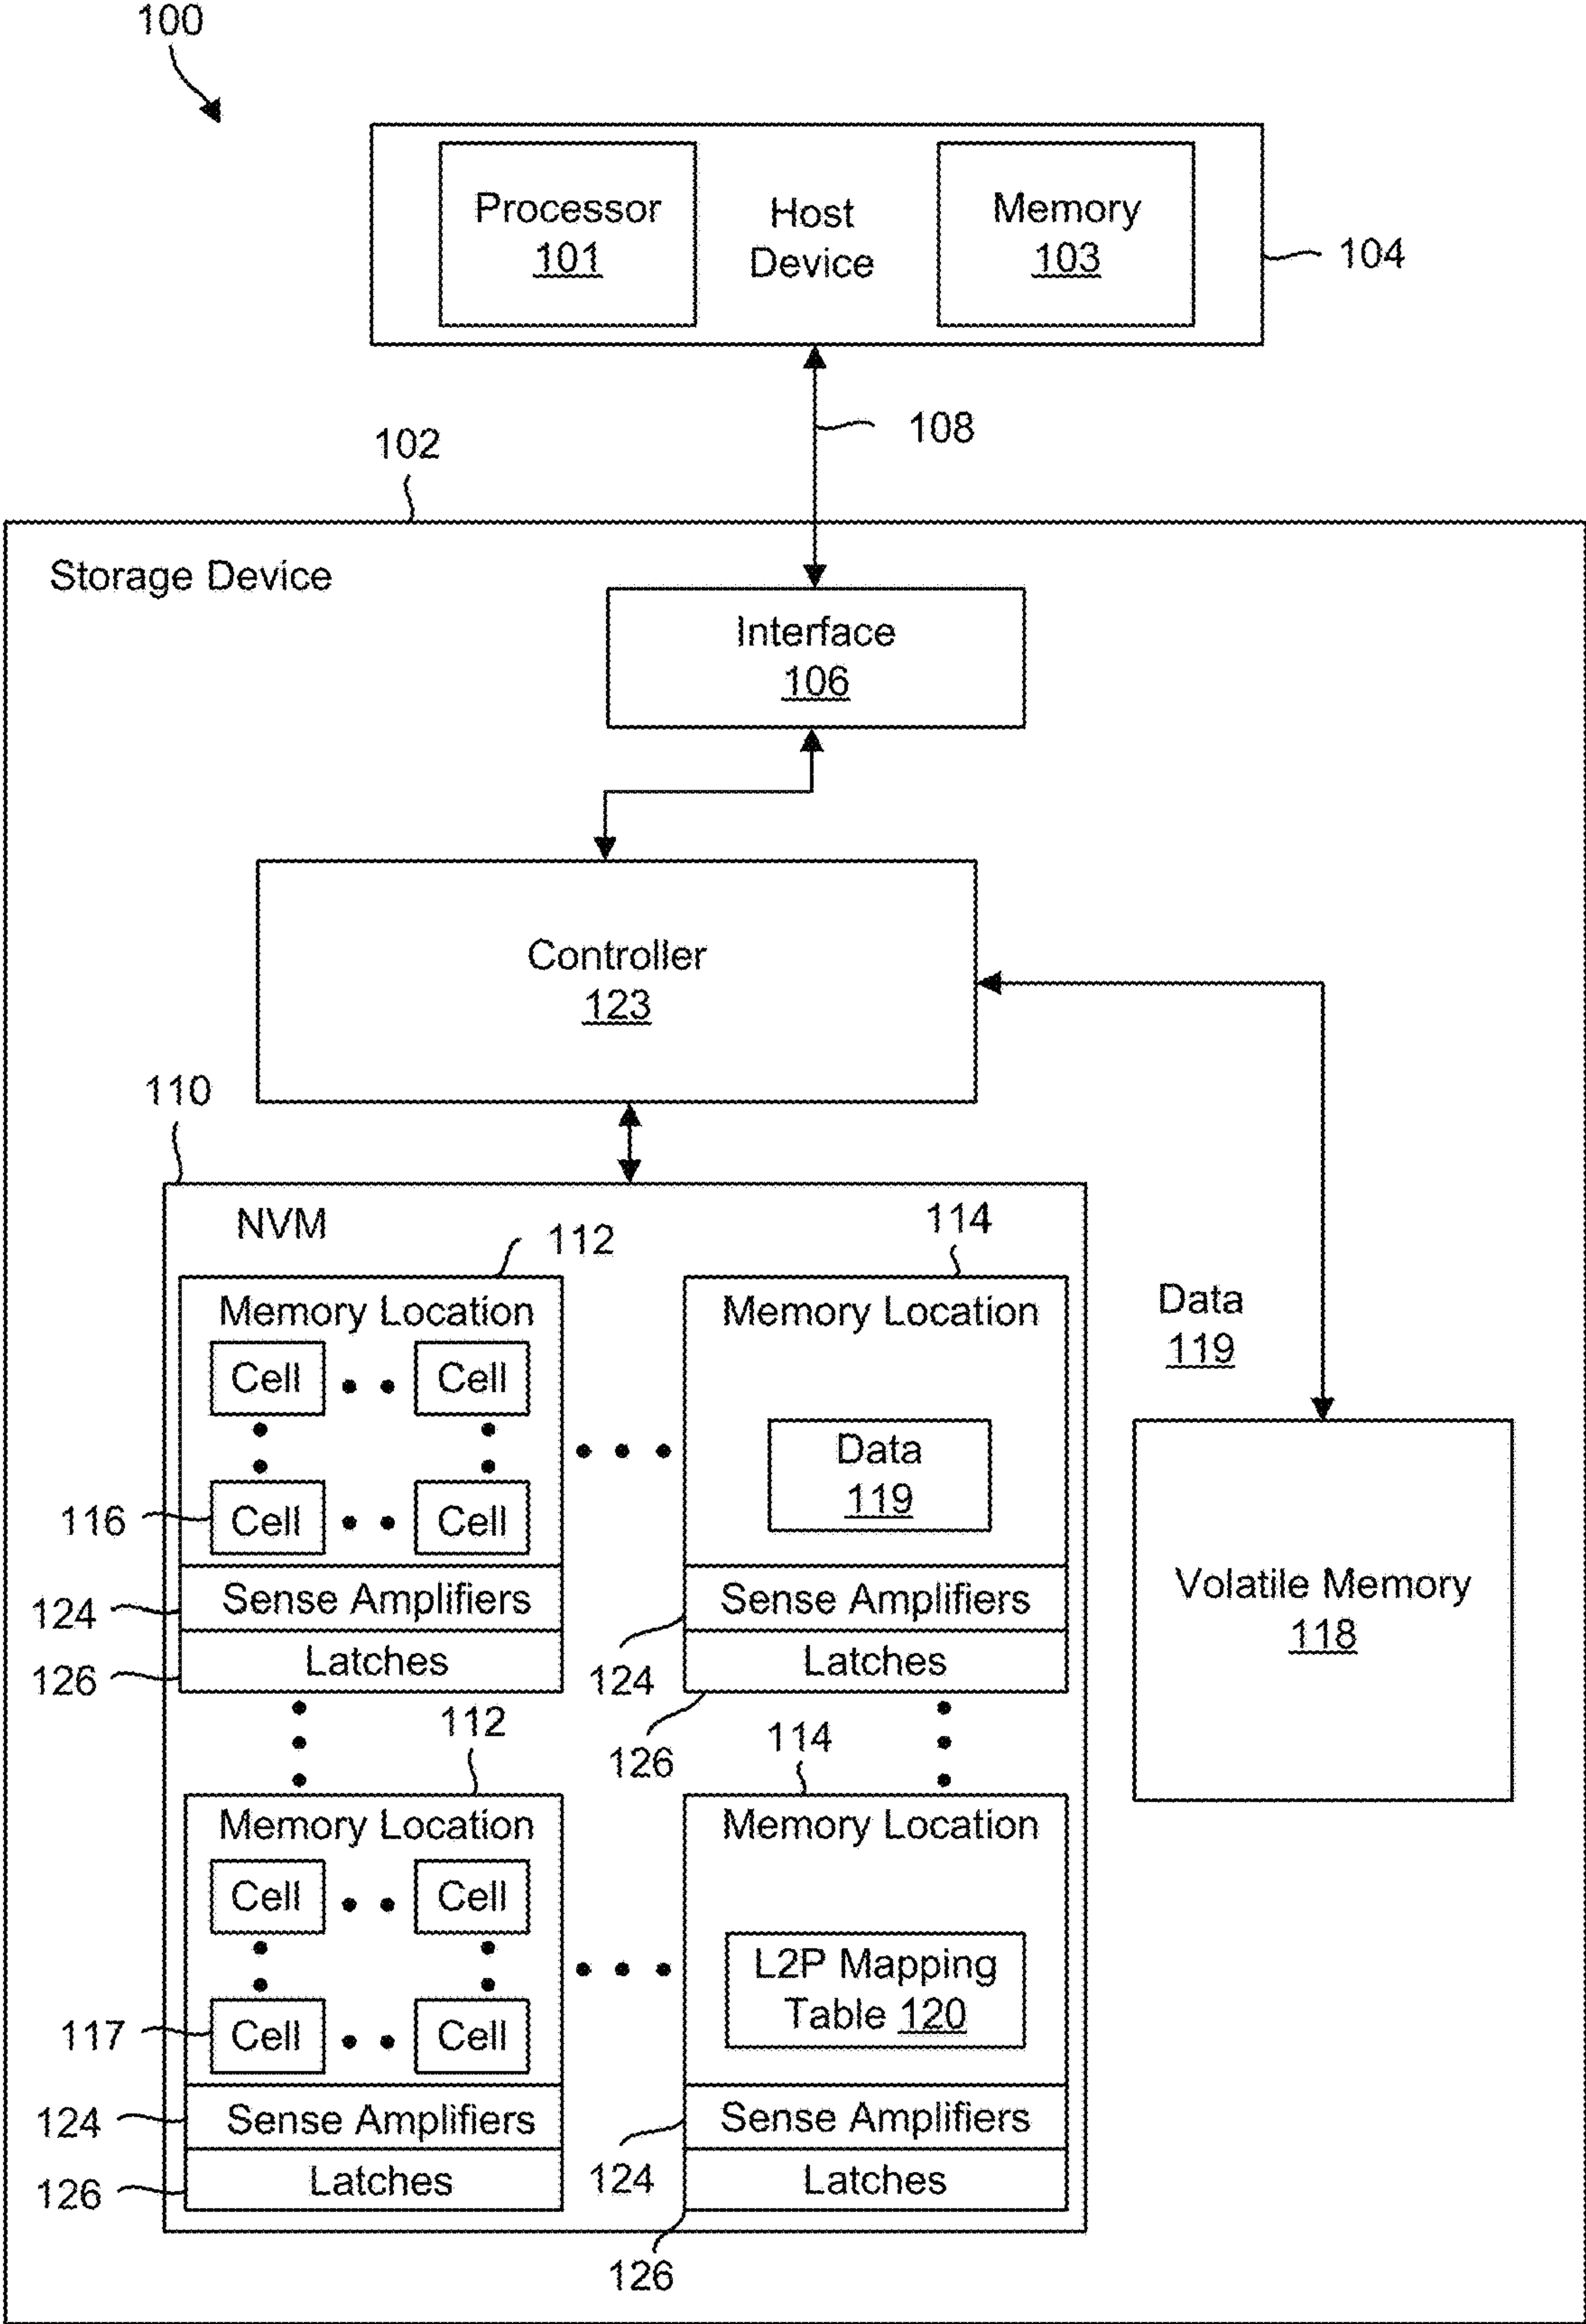 100
Processor
101
Host
Device
Memory
103
104
108
102
Storage Device
Interface
106
Controller
123
110
NVM
112
114
Memory Location
Cell
Cell
Cell
Cell
116
Sense Amplifiers
124
Latches
126
Memory Location
Data
119
Sense Amplifiers
124
Latches
126
Data
119
Volatile Memory
118
112
114
Memory Location
Cell
Cell
Cell
Cell
117
Sense Amplifiers
124
Latches
126
Memory Location
L2P Mapping
Table 120
Sense Amplifiers
124
Latches
126